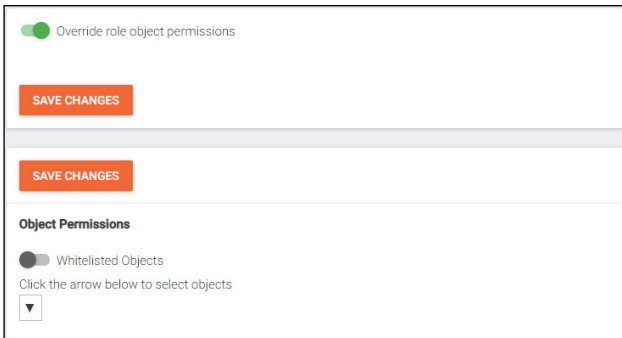 Override role object permissions
SAVE CHANGES
SAVE CHANGES
Object Permissions
Whitelisted Objects
Click the arrow below to select objects